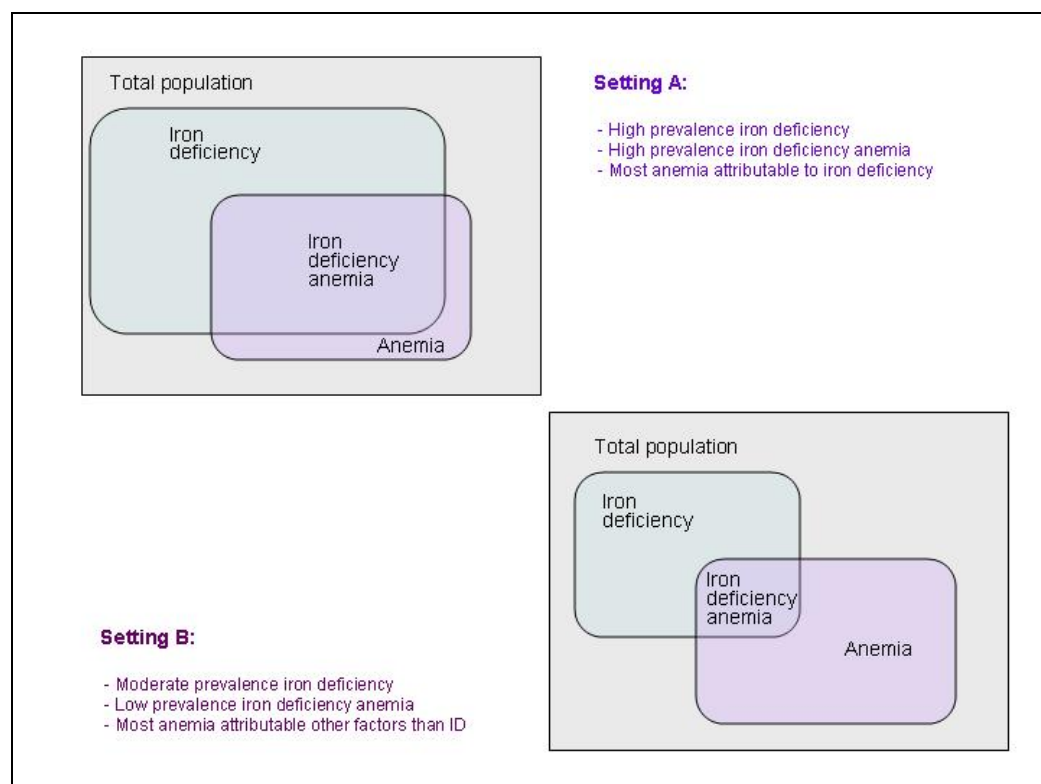 Total population
Iron
deficiency
Iron
deficiency
anemia
Anemia
Setting A:
- High prevalence iron deficiency
- High prevalence iron deficiency anemia
- Most anemia attributable to iron deficiency
Total population
Iron
deficiency
Iron
deficiency
anemia
Anemia
Setting B:
- Moderate prevalence iron deficiency
- Low prevalence iron deficiency anemia
- Most anemia attributable other factors than ID